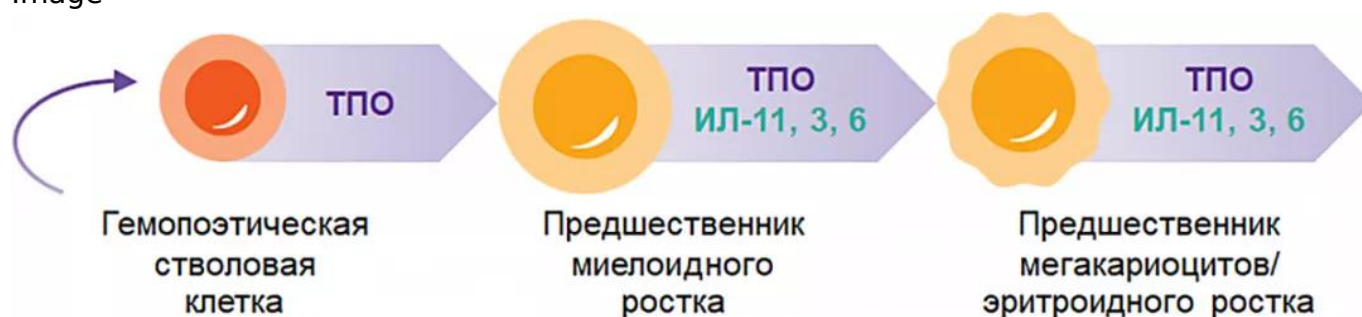 image
ТПО
ТПО
ИЛ-11, 3, 6
ТПО
ИЛ-11, 3, 6
Гемопоэтическая
стволовая
клетка
Предшественник
миелоидного
ростка
Предшественник
мегакариоцитов/
эритроидного ростка